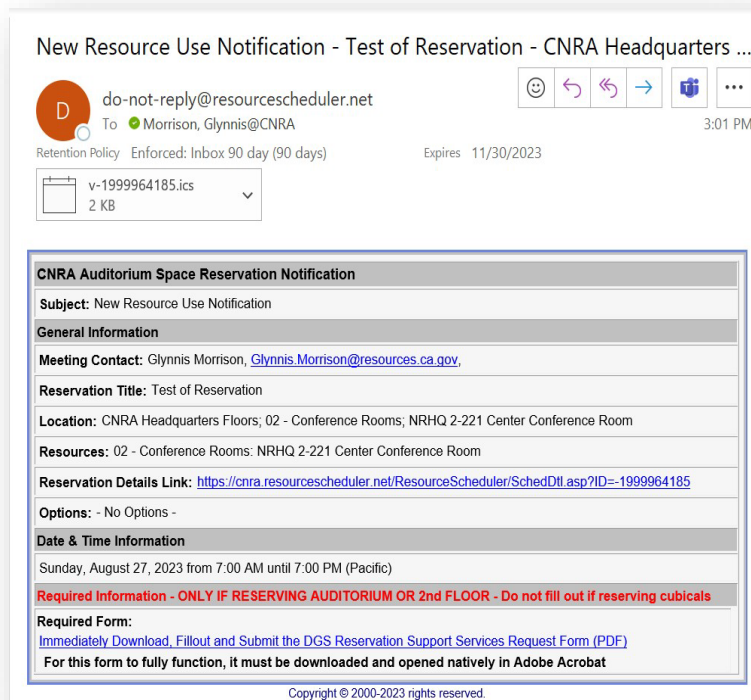 New Resource Use Notification - Test of Reservation - CNRA Headquarters ...
D
do-not-reply@resourcescheduler.net
To Morrison, Glynnis@CNRA
3:01 PM
Retention Policy Enforced: Inbox 90 day (90 days) Expires 11/30/2023
v-1999964185.ics
2 KB
CNRA Auditorium Space Reservation Notification
Subject: New Resource Use Notification
General Information
Meeting Contact: Glynnis Morrison, Glynnis.Morrison@resources.ca.gov,
Reservation Title: Test of Reservation
Location: CNRA Headquarters Floors; 02 - Conference Rooms; NRHQ 2-221 Center Conference Room
Resources: 02 - Conference Rooms: NRHQ 2-221 Center Conference Room
Reservation Details Link: https://cnra.resourcescheduler.net/ResourceScheduler/SchedDtl.asp?ID=-1999964185
Options: - No Options -
Date & Time Information
Sunday, August 27, 2023 from 7:00 AM until 7:00 PM (Pacific)
Required Information - ONLY IF RESERVING AUDITORIUM OR 2nd FLOOR - Do not fill out if reserving cubicals
Required Form:
Immediately Download, Fillout and Submit the DGS Reservation Support Services Request Form (PDF)
For this form to fully function, it must be downloaded and opened natively in Adobe Acrobat
Copyright © 2000-2023 rights reserved.